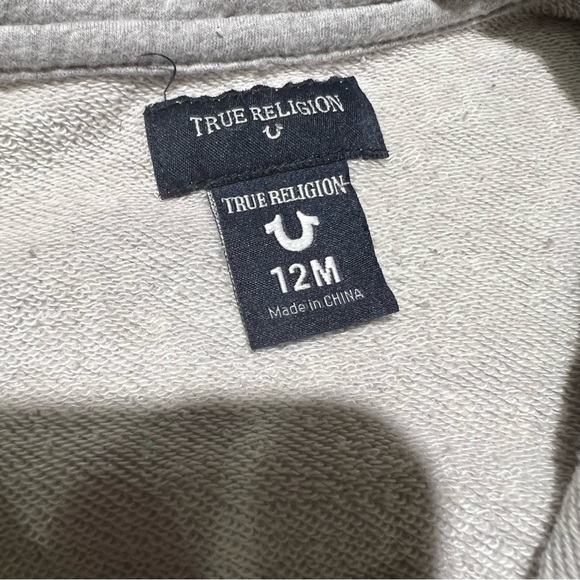 TRUE RELIGION
TRUE RELIGION
12M
Made in CHINA